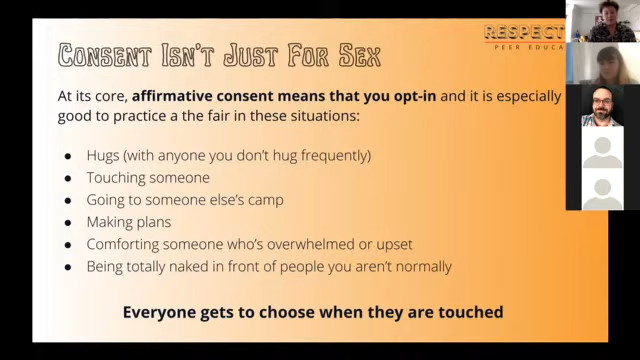 RESPECT
PEER EDUCA
Consent Isn't Just For Sex
At its core, affirmative consent means that you opt-in and it is especially
good to practice a the fair in these situations:
● Hugs (with anyone you don't hug frequently)
● Touching someone
● Going to someone else's camp
● Making plans
● Comforting someone who's overwhelmed or upset
● Being totally naked in front of people you aren't normally
Everyone gets to choose when they are touched